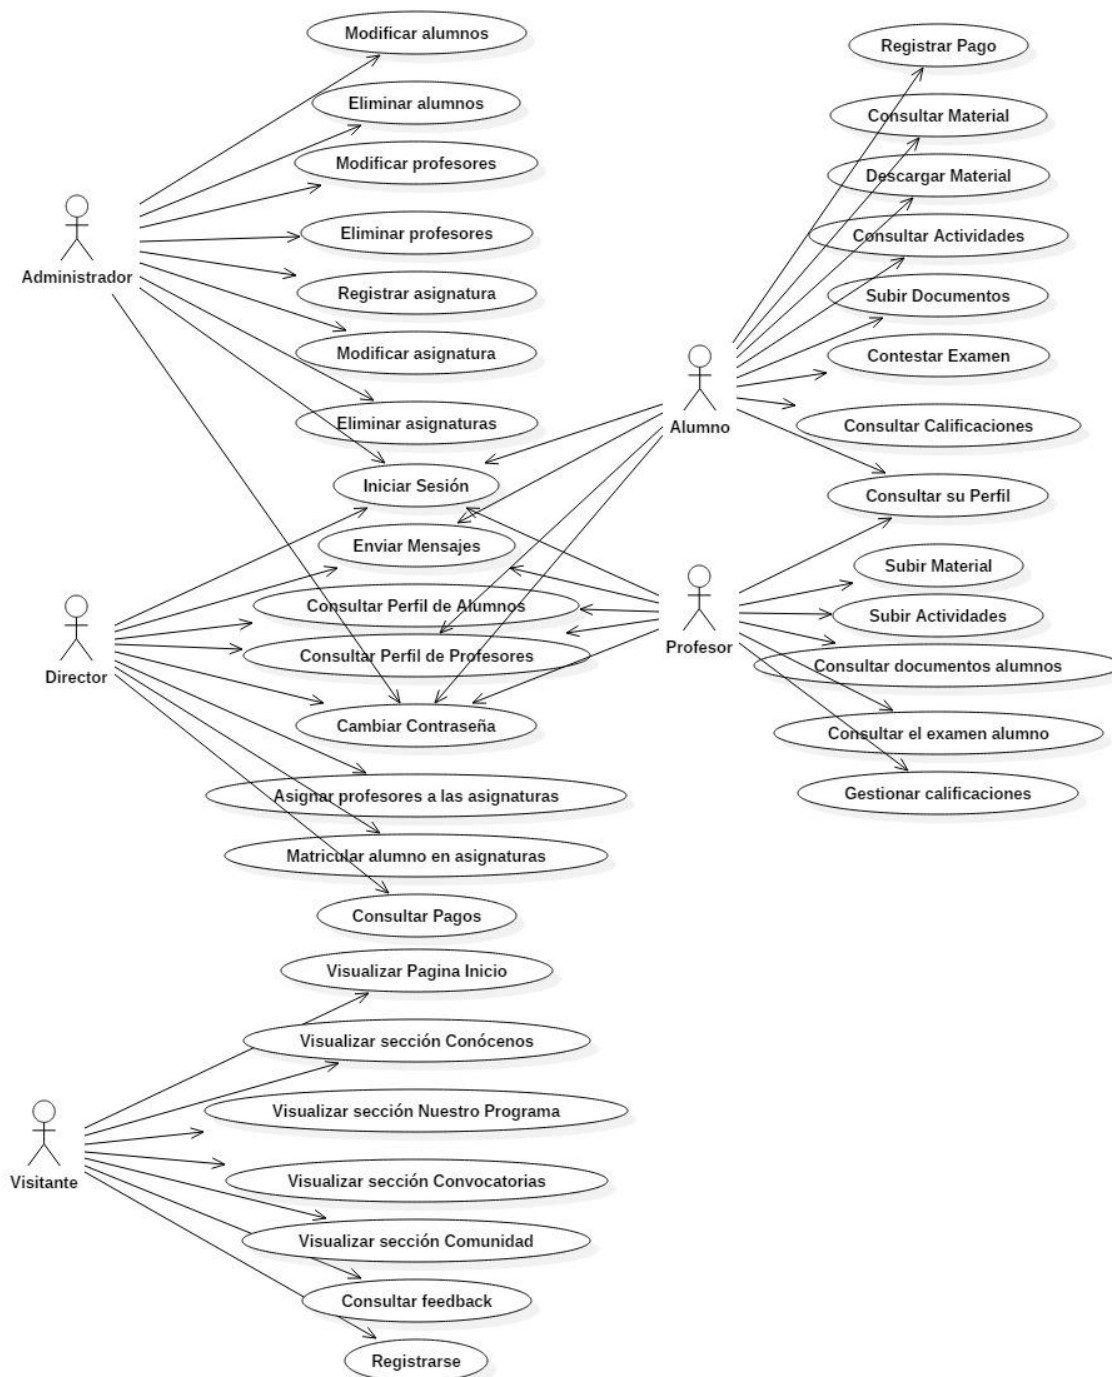 Modificar alumnos
Registrar Pago
Eliminar alumnos
Consultar Material
Modificar profesores
Descargar Material
Eliminar profesores
Consultar Actividades
Administrador
Registrar asignatura
Subir Documentos
Modificar asignatura
Contestar Examen
Eliminar asignaturas
Alumno
Consultar Calificaciones
Iniciar Sesión
Consultar su Perfil
Enviar Mensajes
Subir Material
Consultar Perfil de Alumnos
Subir Actividades
Director
Consultar Perfil de Profesores
Profesor
Consultar documentos alumnos
Cambiar Contraseña
Consultar el examen alumno
Asignar profesores a las asignaturas
Gestionar calificaciones
Matricular alumno en asignaturas
Consultar Pagos
Visualizar Pagina Inicio
Visualizar sección Conócenos
Visualizar sección Nuestro Programa
Visitante
Visualizar sección Convocatorias
Visualizar sección Comunidad
Consultar feedback
Registrarse